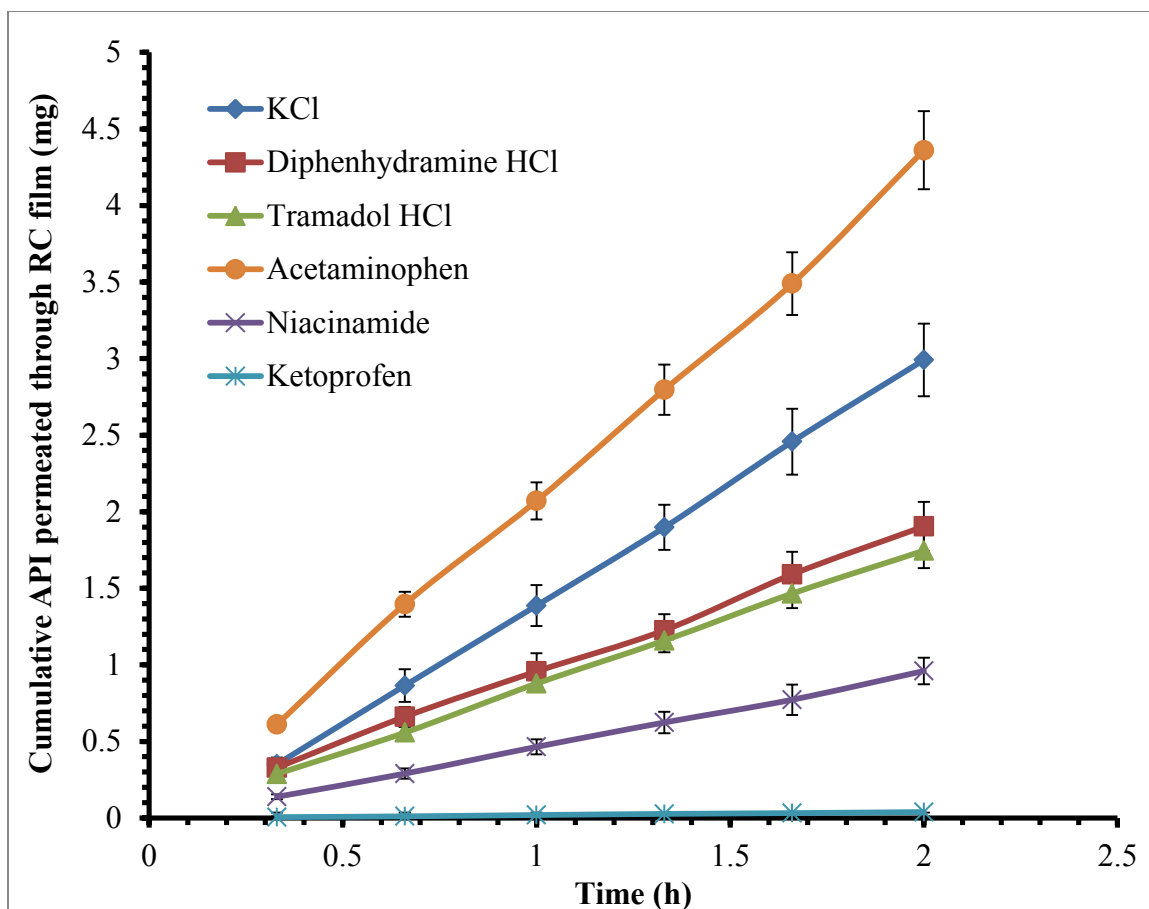 Cumulative API permeated through RC film (mg)
5
4.5
4
3.5
3
2.5
2
1.5
1
0.5
0
KCl
Diphenhydramine HCl
Tramadol HCl
Acetaminophen
Niacinamide
Ketoprofen
0
0.5
1
1.5
2
2.5
Time (h)